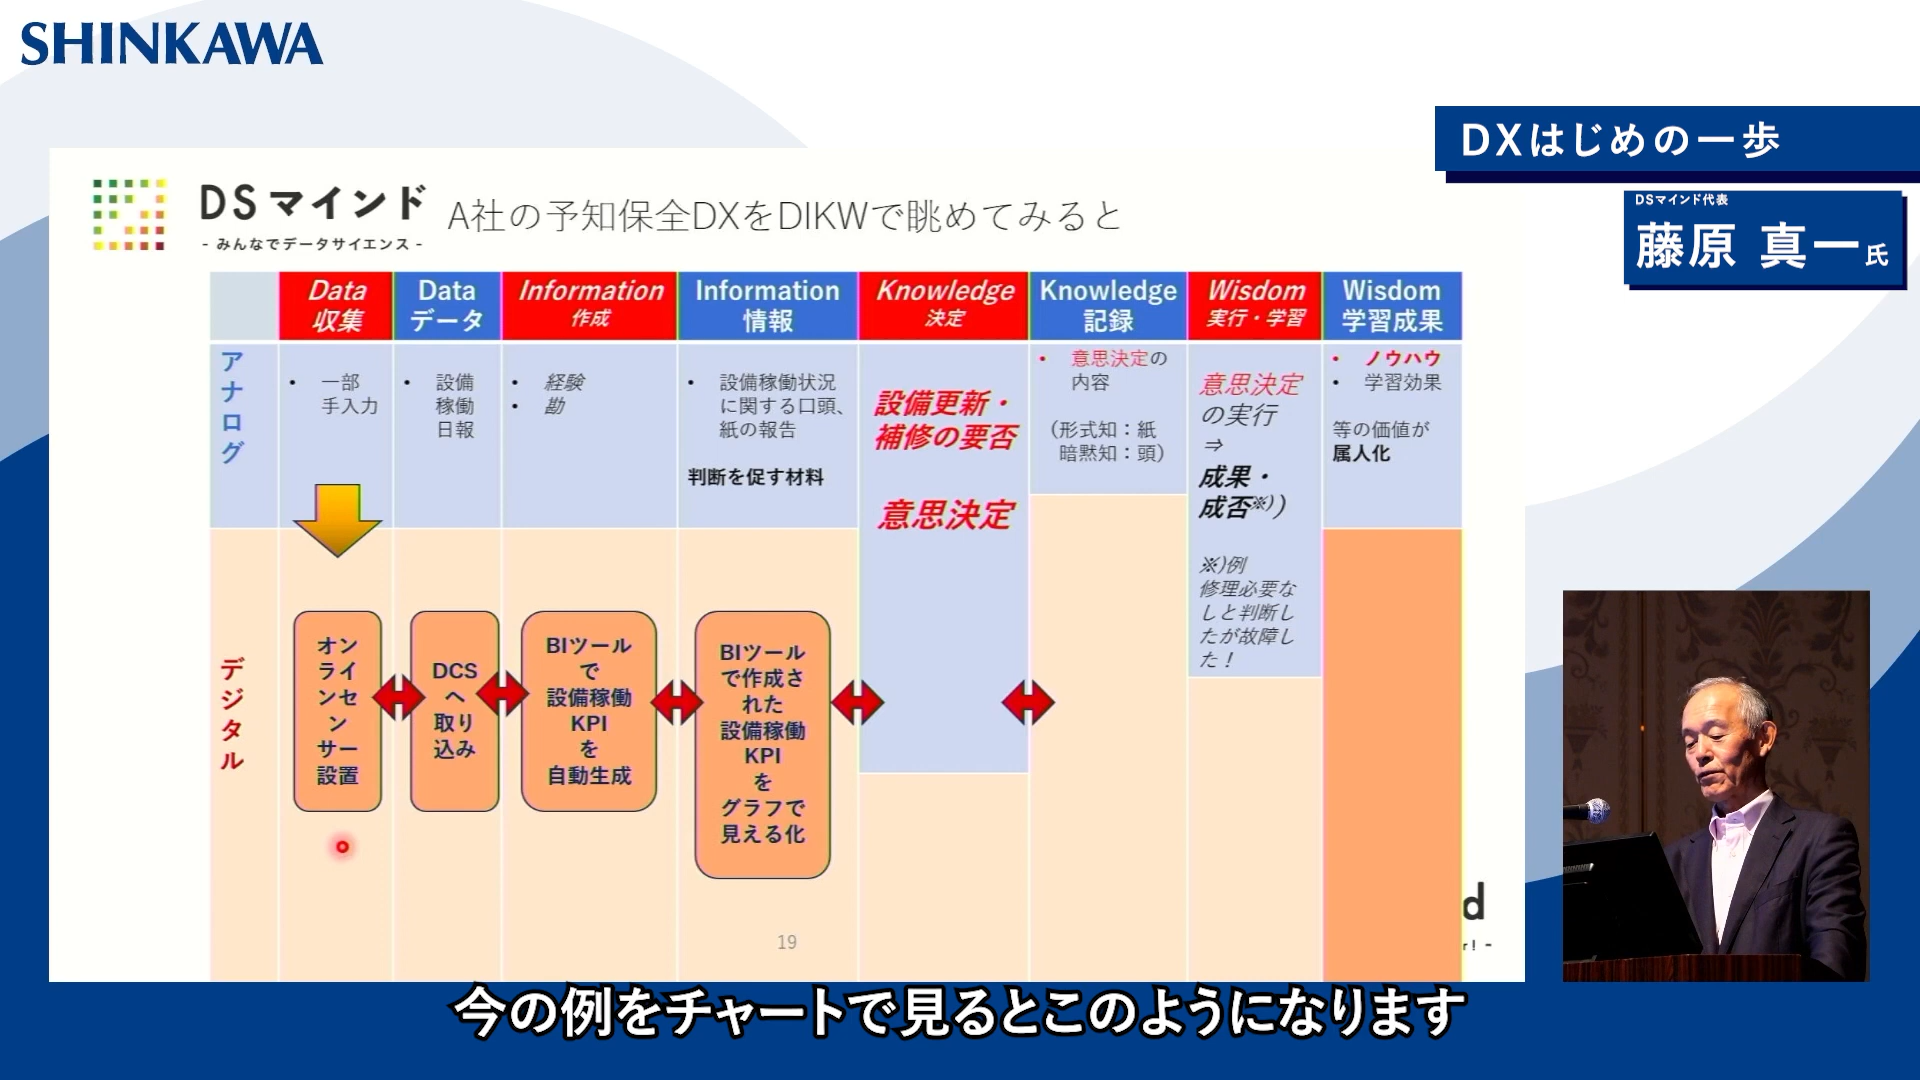 SHINKAWA
DXはじめの一歩
DSマインド代表
藤原 真一氏
DSマインド
- みんなでデータサイエンス -
A社の予知保全DXをDIKWで眺めてみると
Data
収集
Data
データ
Information
作成
Information
情報
Knowledge
決定
Knowledge
記録
Wisdom
実行・学習
Wisdom
学習成果
アナログ
• 一部
手入力
• 設備
稼働
日報
• 経験
• 勘
• 設備稼働状況
に関する口頭、
紙の報告
判断を促す材料
設備更新・
補修の要否
意思決定
• 意思決定の
内容
（形式知：紙
暗黙知：頭）
意思決定
の実行
⇒
成果・
成否※））
※)例
修理必要な
しと判断し
たが故障し
た！
• ノウハウ
• 学習効果
等の価値が
属人化
デジタル
オン
ライ
ンセ
ン
サー
設置
DCS
へ
取り
込み
BIツール
で
設備稼働
KPI
を
自動生成
BIツール
で作成さ
れた
設備稼働
KPI
を
グラフで
見える化
19
d
r! -
今の例をチャートで見るとこのようになります